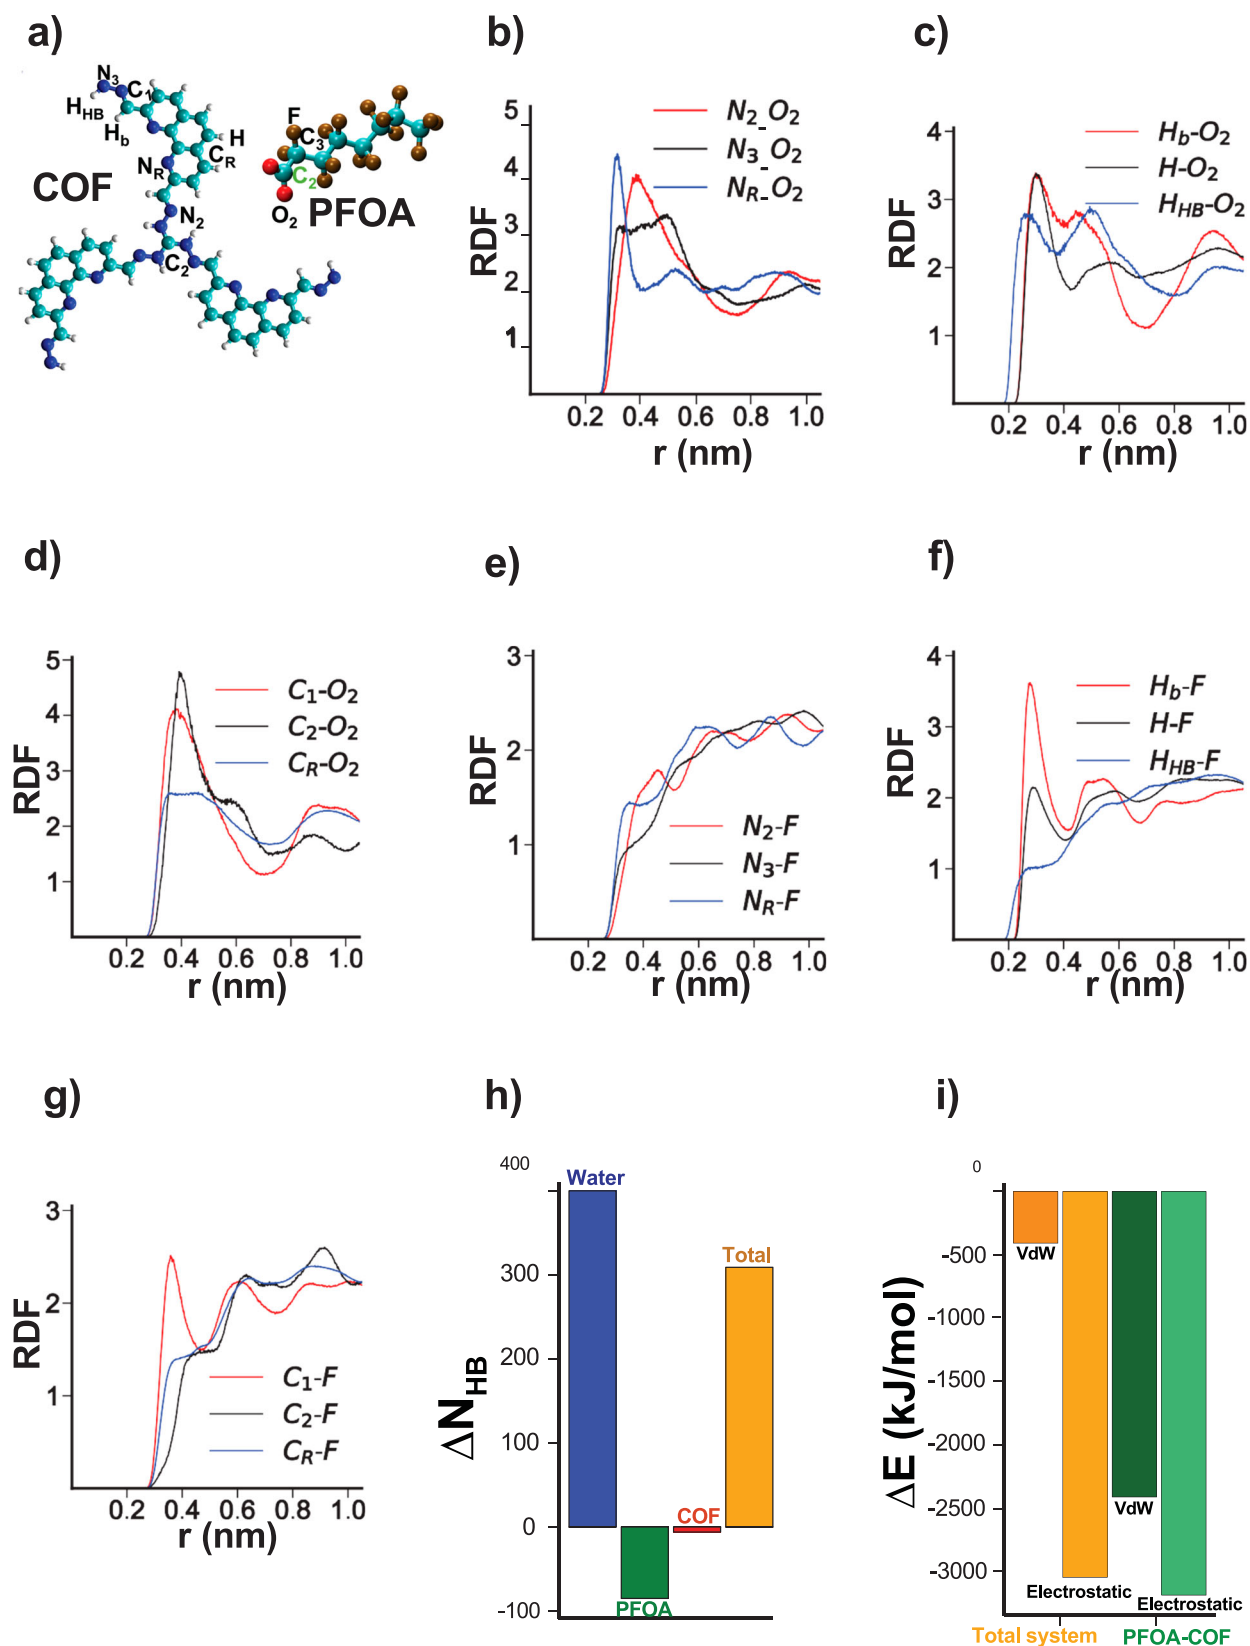 a)
N3
C1
HHB
Hb
H
CR
NR
COF
N2
C2
F
C3
C2
O2
PFOA
b)
N2_O2
N3_O2
NR_O2
RDF
5
4
3
2
1
0.2 0.4 0.6 0.8 1.0
r (nm)
c)
Hb-O2
H-O2
HHB-O2
RDF
4
3
2
1
0.2 0.4 0.6 0.8 1.0
r (nm)
d)
C1-O2
C2-O2
CR-O2
RDF
5
4
3
2
1
0.2 0.4 0.6 0.8 1.0
r (nm)
e)
RDF
3
2
1
N2-F
N3-F
NR-F
0.2 0.4 0.6 0.8 1.0
r (nm)
f)
Hb-F
H-F
HHB-F
RDF
4
3
2
1
0.2 0.4 0.6 0.8 1.0
r (nm)
g)
RDF
3
2
1
C1-F
C2-F
CR-F
0.2 0.4 0.6 0.8 1.0
r (nm)
h)
400
300
200
100
0
-100
ΔNHB
Water
PFOA
COF
Total
i)
0
-500
-1000
-1500
-2000
-2500
-3000
ΔE (kJ/mol)
VdW
Electrostatic
VdW
Electrostatic
Total system PFOA-COF